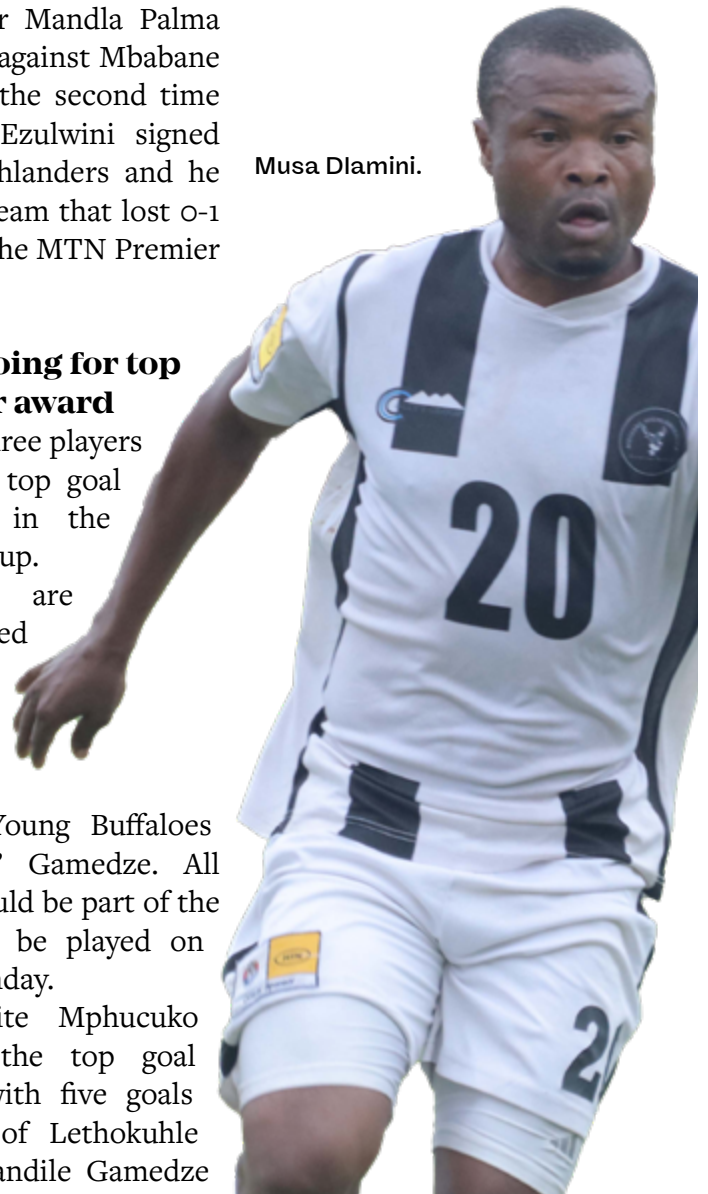 r Mandla Palma
against Mbabane
the second time
Ezulwini signed
hlanders and he
eam that lost 0-1
he MTN Premier
Musa Dlamini.
oing for top
r award
ree players
top goal
in the
up.
are
ed
Young Buffaloes
’ Gamedze. All
uld be part of the
be played on
nday.
ite Mphucuko
the top goal
with five goals
of Lethokuhle
andile Gamedze
20
MTN